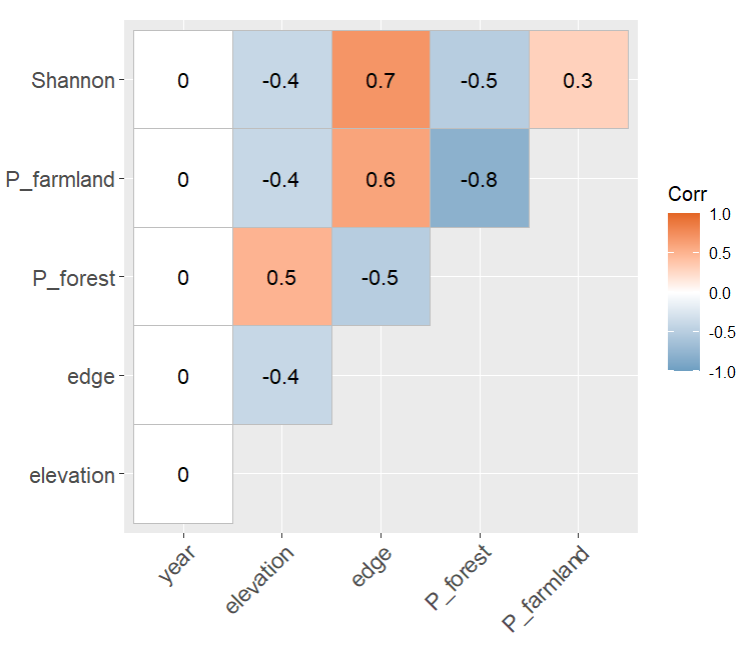 Shannon 0 -0.4 0.7 -0.5 0.3
P_farmland 0 -0.4 0.6 -0.8
P_forest 0 0.5 -0.5
edge 0 -0.4
elevation 0
year elevation edge P_forest P_farmland
Corr
1.0
0.5
0.0
-0.5
-1.0